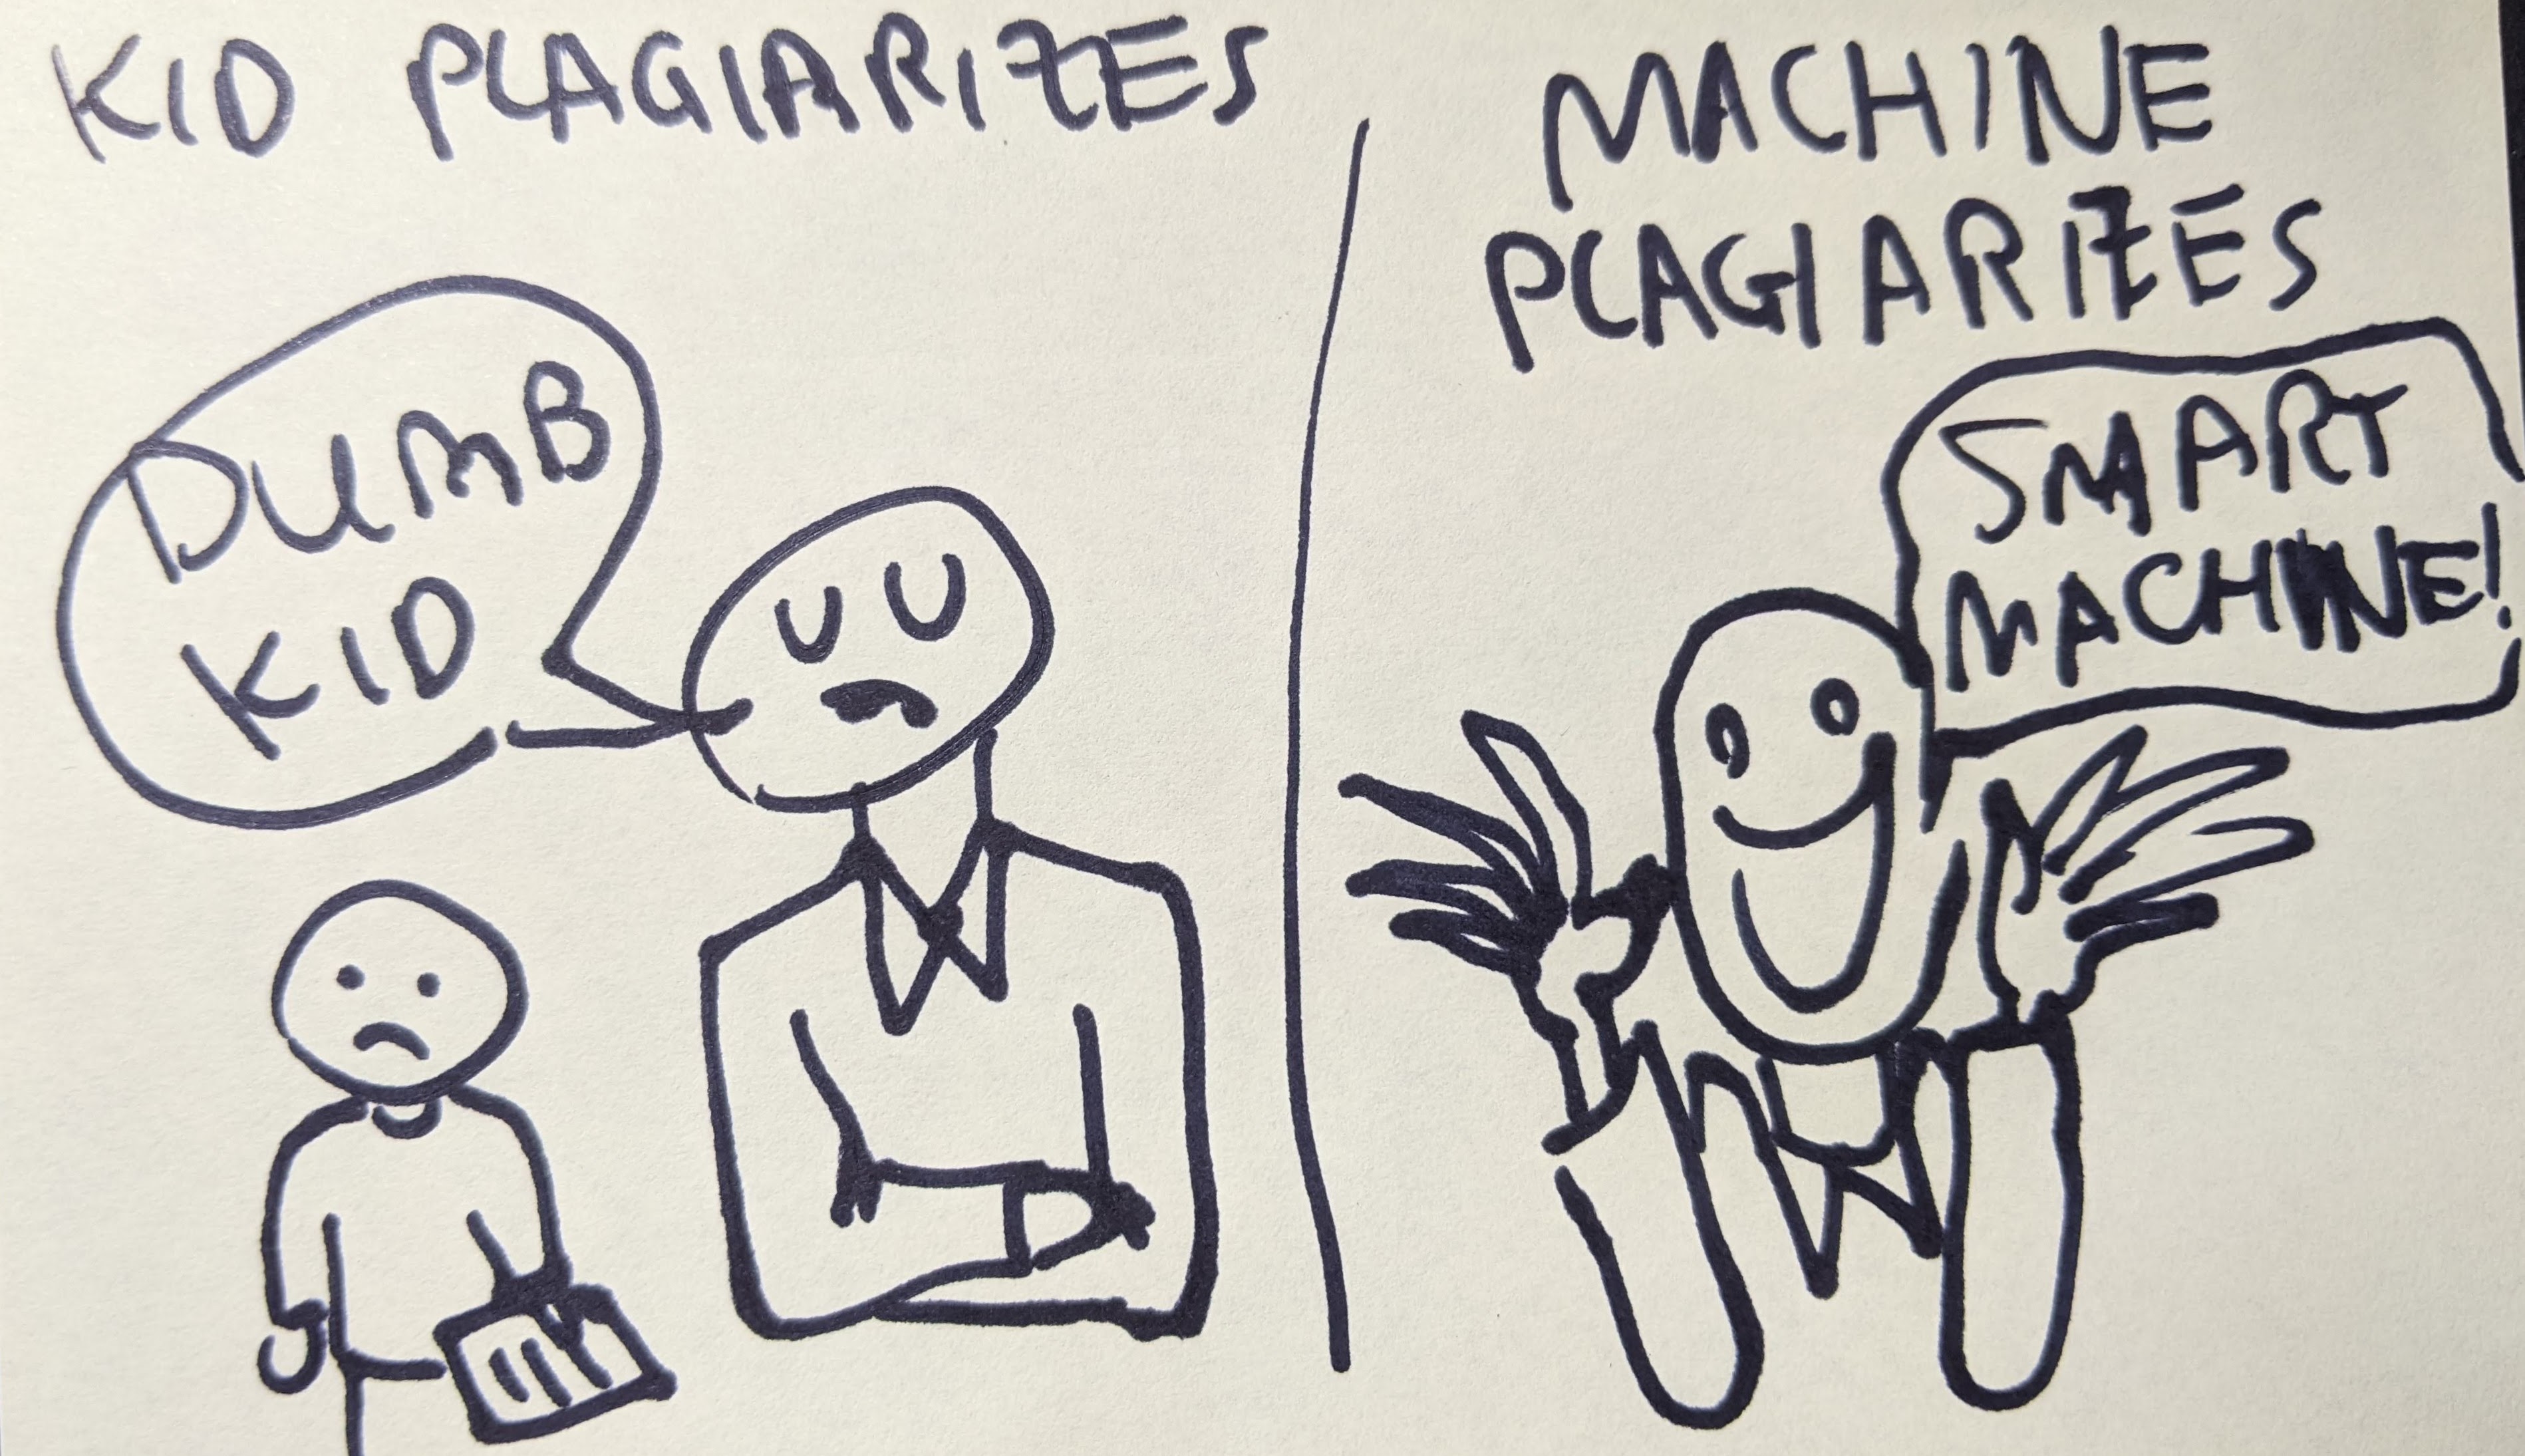 KID PLAGIARIZES
DUMB
KID
MACHINE
PLAGIARIZES
SMART
MACHINE!